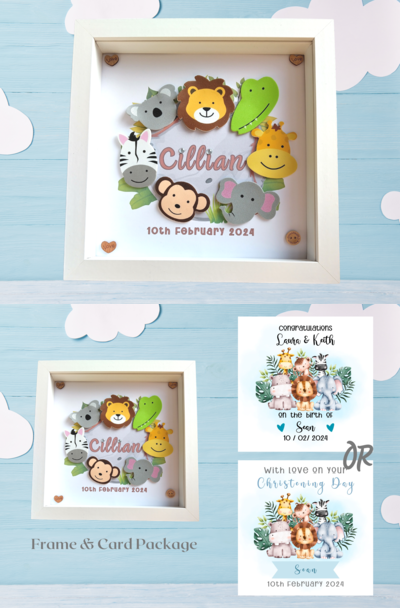 Cillian
10th February 2024
Cillian
10th February 2024
Frame & Card Package
Congratulations
Laura & Keith
on the birth of
Sean
10 / 02/ 2024
OR
With love on your
Christening Day
Sean
10th February 2024